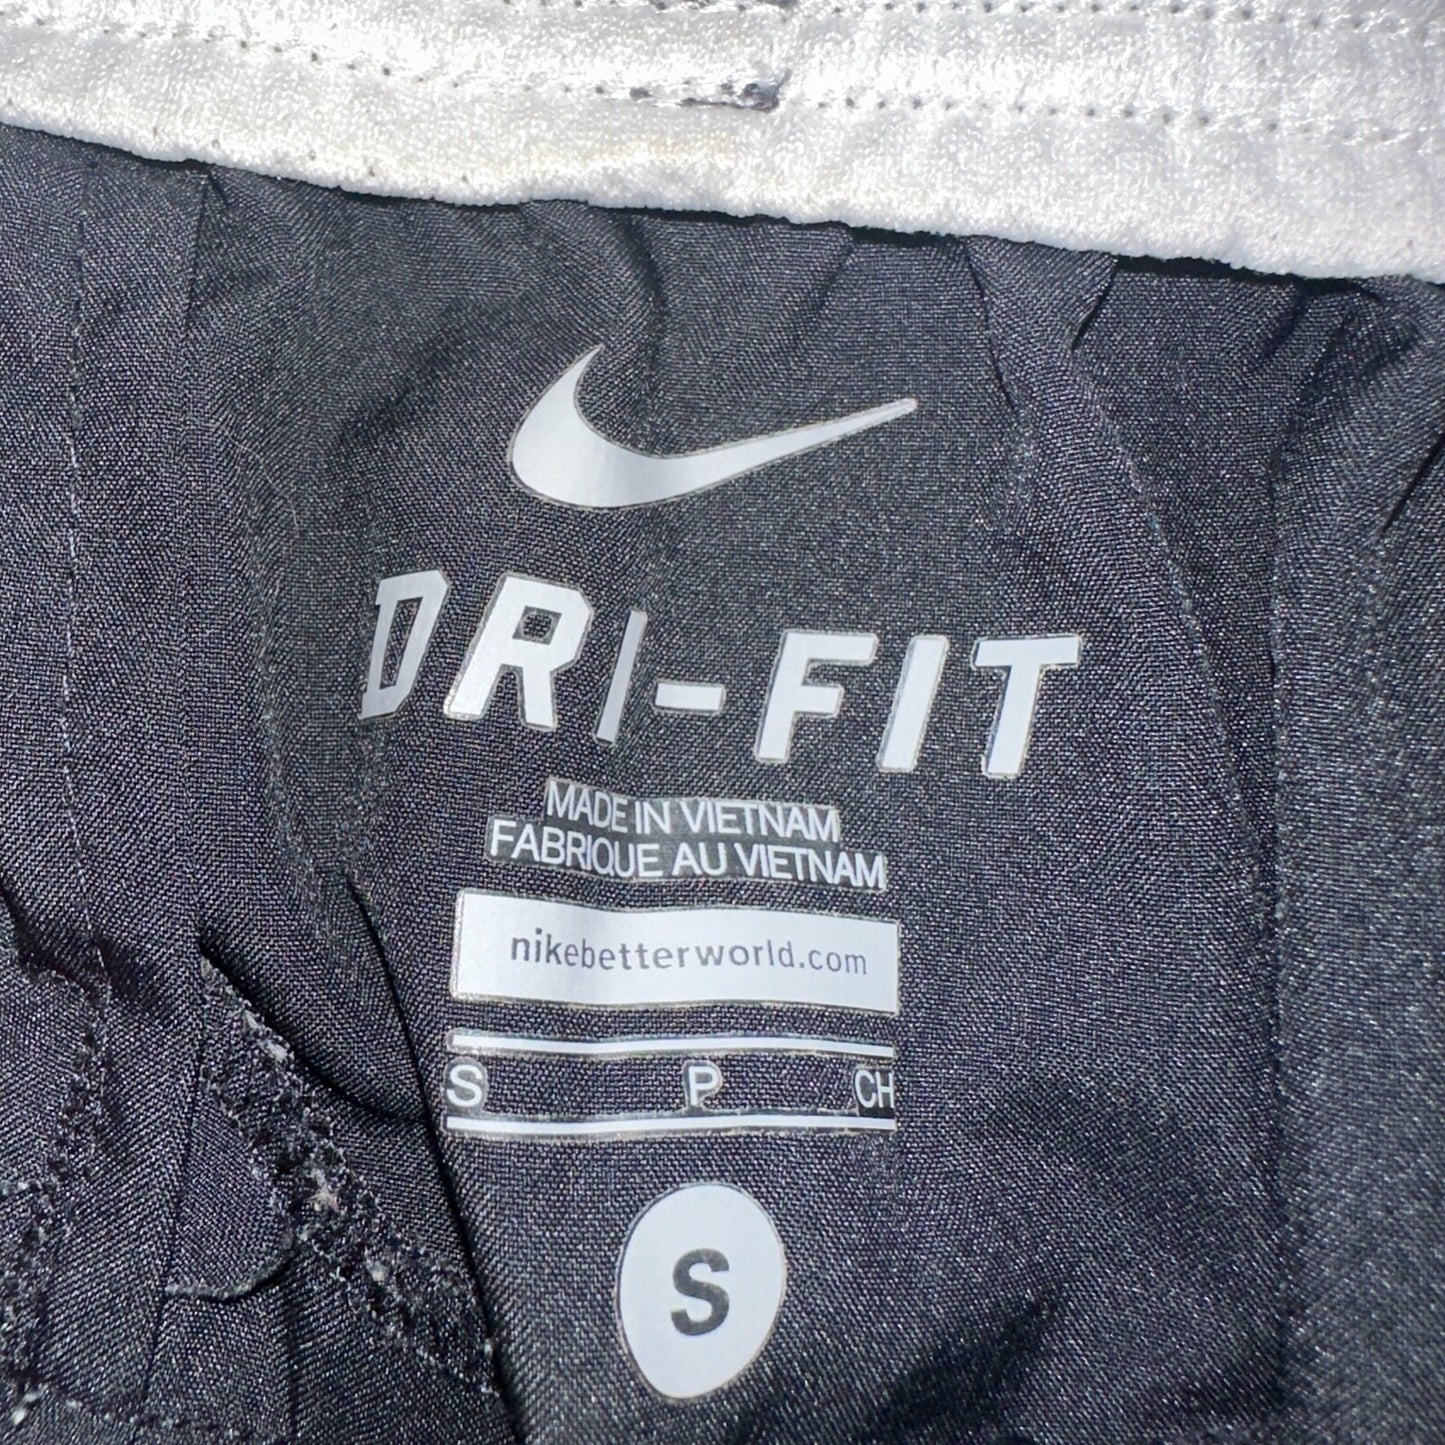 DRI-FIT
MADE IN VIETNAM
FABRIQUE AU VIETNAM
nikebetterworld.com
S P CH
S